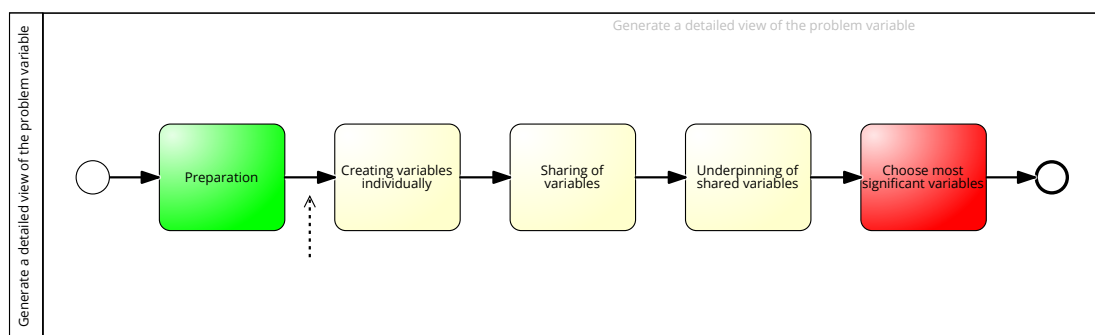 Generate a detailed view of the problem variable
Generate a detailed view of the problem variable
Preparation
Creating variables
individually
Sharing of
variables
Underpinning of
shared variables
Choose most
significant variables